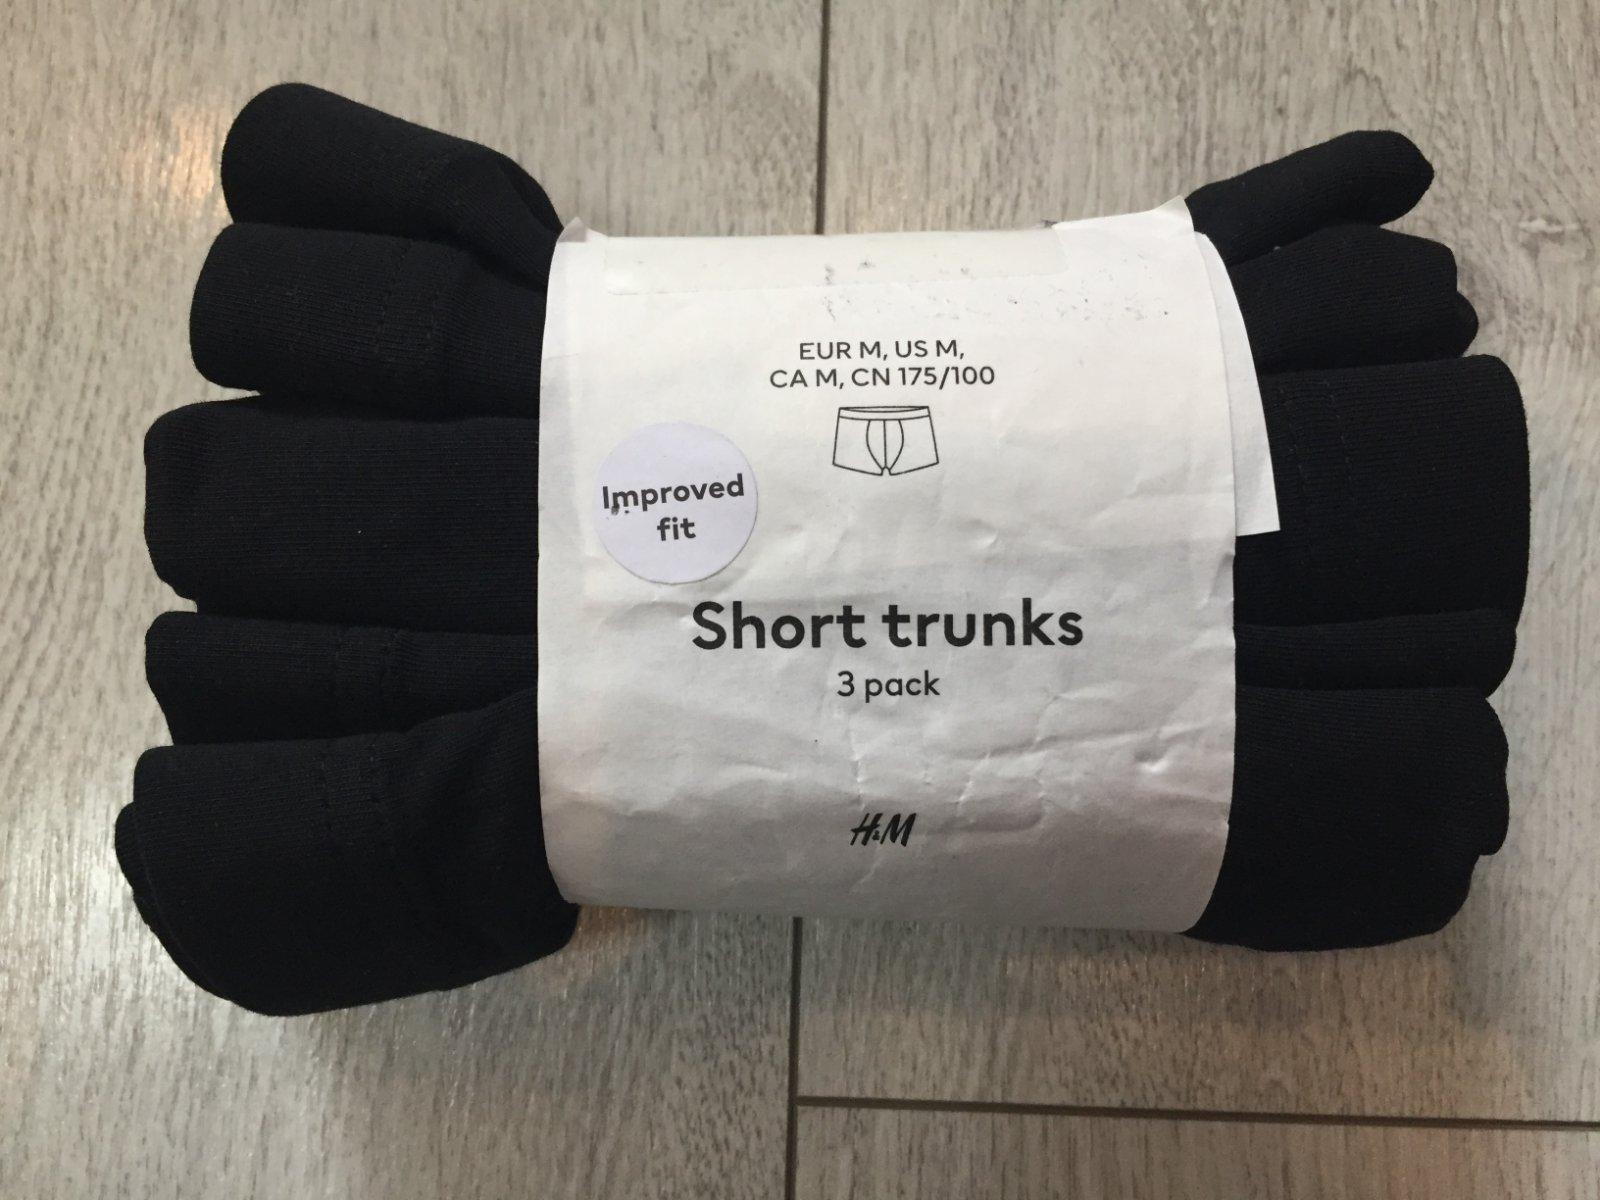 EUR M, US M,
CA M, CN 175/100
Improved
fit
Short trunks
3 pack
H&M